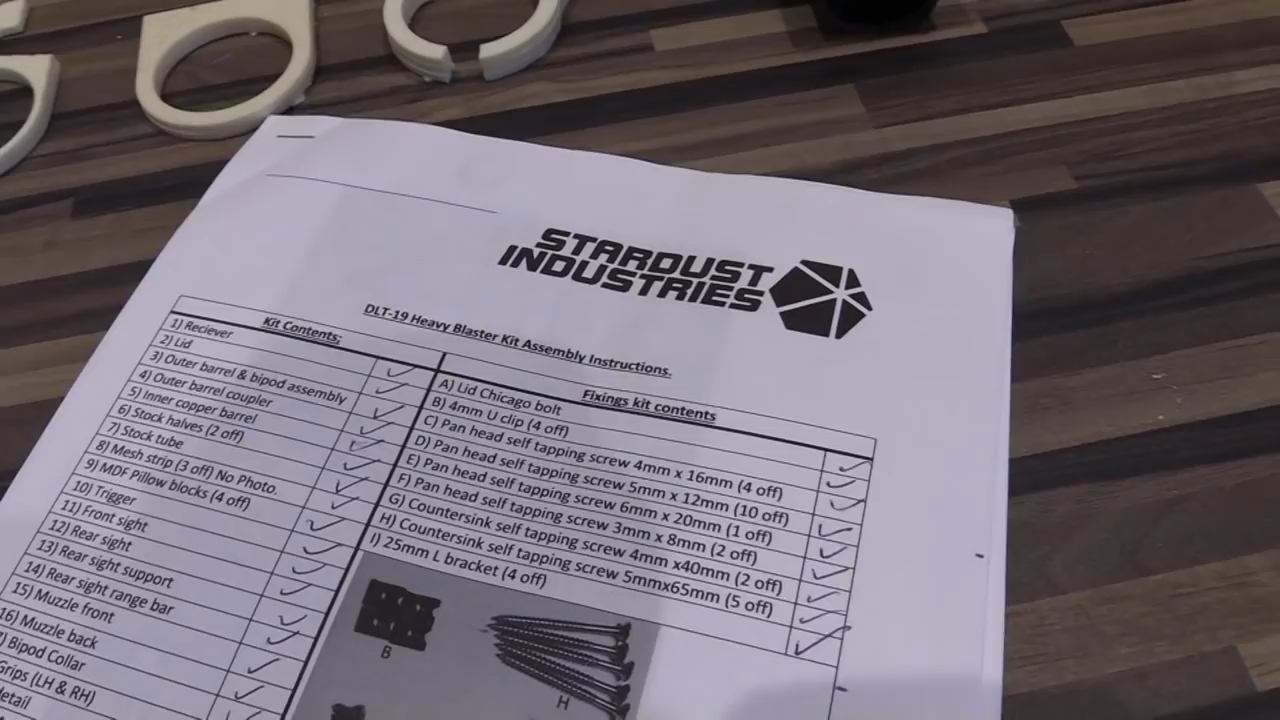 STARDUST
INDUSTRIES
DLT-19 Heavy Blaster Kit Assembly Instructions.
Kit Contents;
1) Reciever
2) Lid
3) Outer barrel & bipod assembly
4) Outer barrel coupler
5) Inner copper barrel
6) Stock halves (2 off)
7) Stock tube
8) Mesh strip (3 off) No Photo.
9) MDF Pillow blocks (4 off)
10) Trigger
11) Front sight
12) Rear sight
13) Rear sight support
14) Rear sight range bar
15) Muzzle front
16) Muzzle back
) Bipod Collar
Grips (LH & RH)
etail
Fixings kit contents
A) Lid Chicago bolt
B) 4mm U clip (4 off)
C) Pan head self tapping screw 4mm x 16mm (4 off)
D) Pan head self tapping screw 5mm x 12mm (10 off)
E) Pan head self tapping screw 6mm x 20mm (1 off)
F) Pan head self tapping screw 3mm x 8mm (2 off)
G) Countersink self tapping screw 4mm x40mm (2 off)
H) Countersink self tapping screw 5mmx65mm (5 off)
I) 25mm L bracket (4 off)
B
H